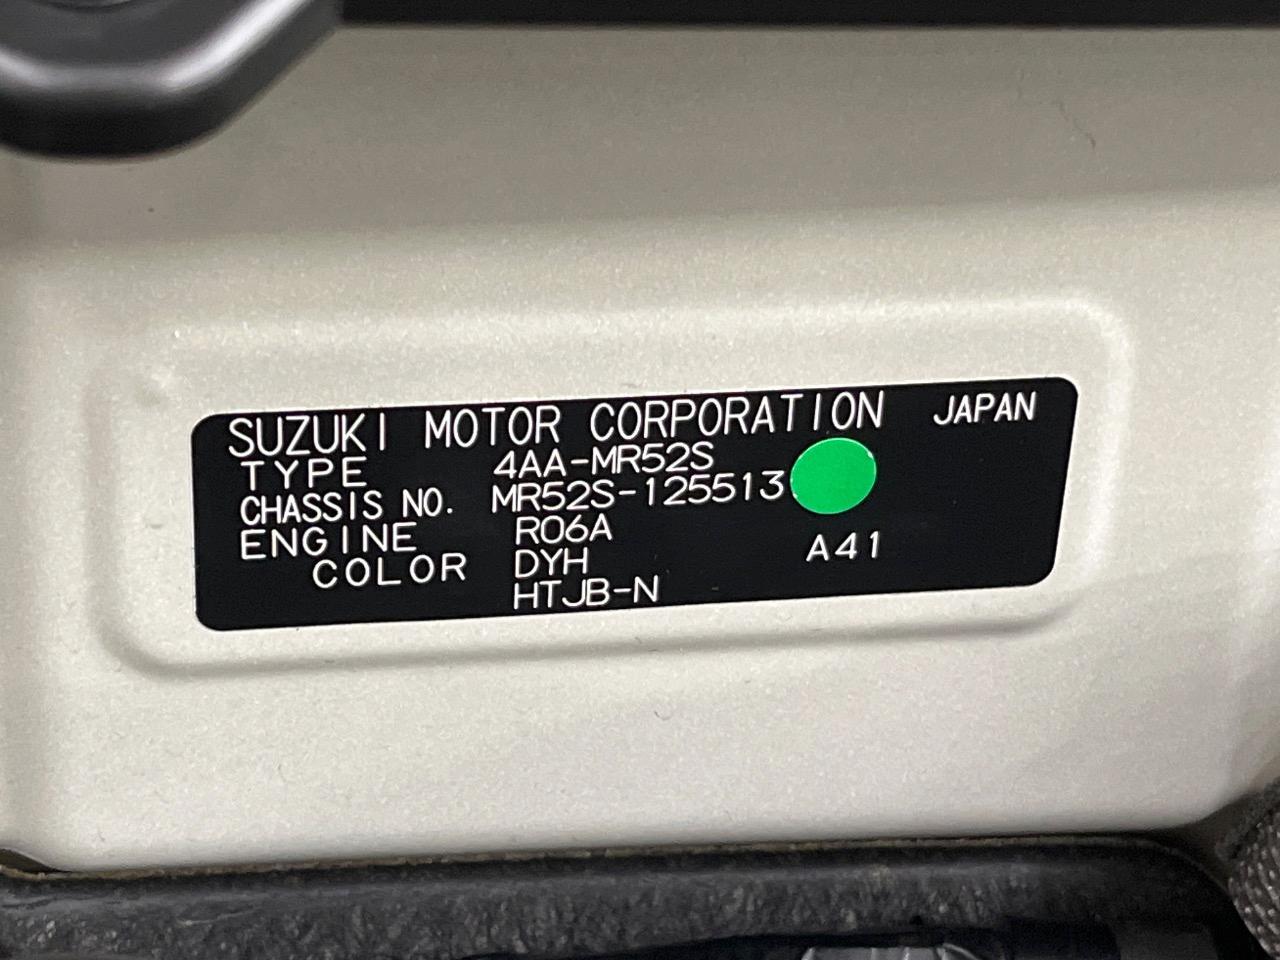 SUZUKI MOTOR CORPORATION JAPAN
TYPE 4AA-MR52S
CHASSIS NO. MR52S-125513
ENGINE R06A
COLOR DYH A41
HTJB-N